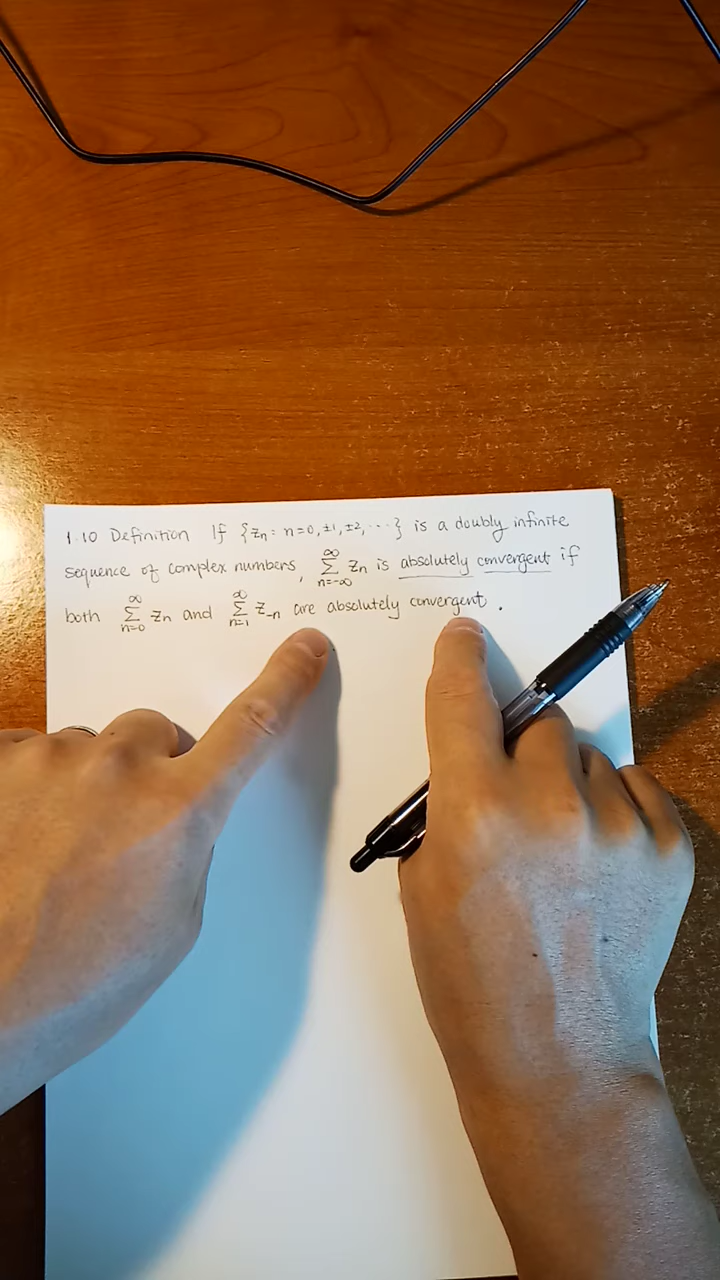 1.10 Definition If {zₙ : n=0, ±1, ±2, ···} is a doubly infinite
sequence of complex numbers, ∑_{n=-∞}^{∞} zₙ is absolutely convergent if
both ∑_{n=0}^{∞} zₙ and ∑_{n=1}^{∞} z₋ₙ are absolutely convergent.